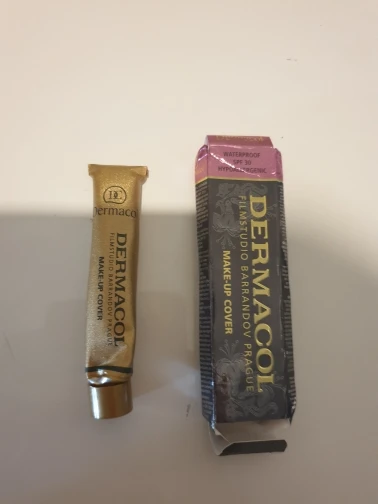 DC
Dermacol
DERMACOL
FILMSTUDIO BARRANDOV PRAGUE
MAKE-UP COVER
WATERPROOF
SPF 30
HYPOALLERGENIC
DERMACOL
FILMSTUDIO BARRANDOV PRAGUE
MAKE-UP COVER